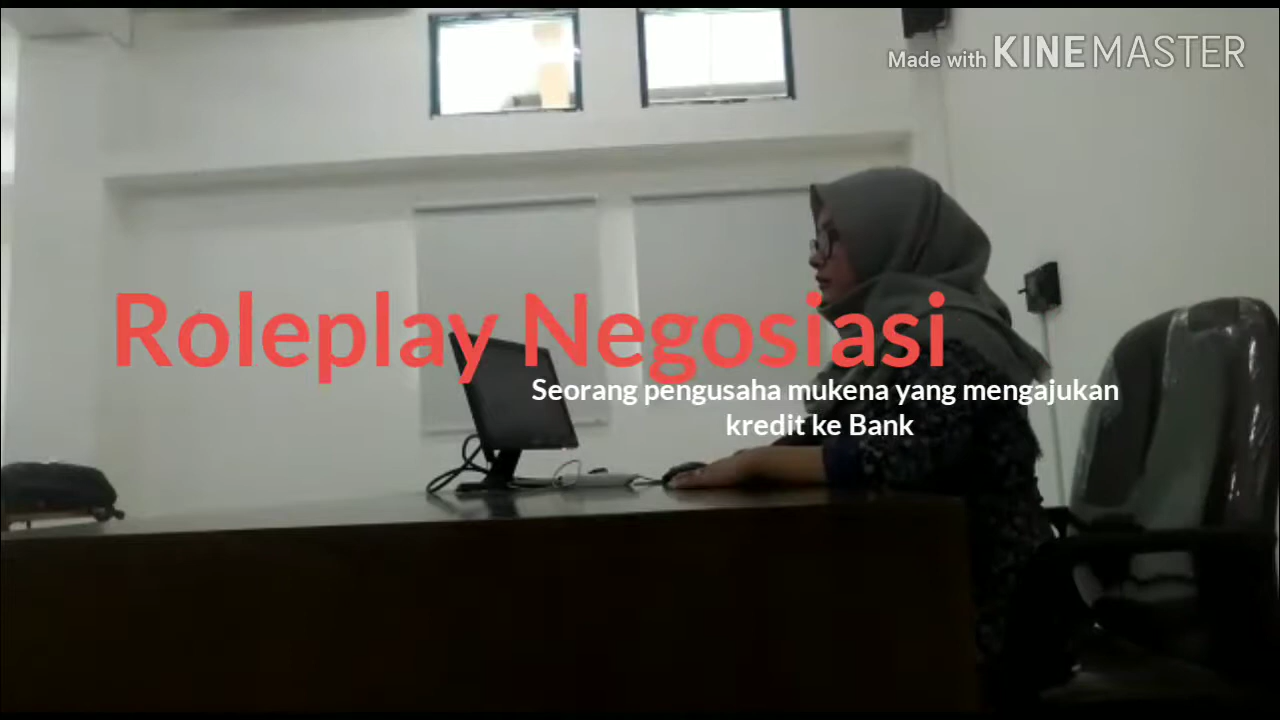 Made with KINEMASTER
Roleplay Negosiasi
Seorang pengusaha mukena yang mengajukan
kredit ke Bank